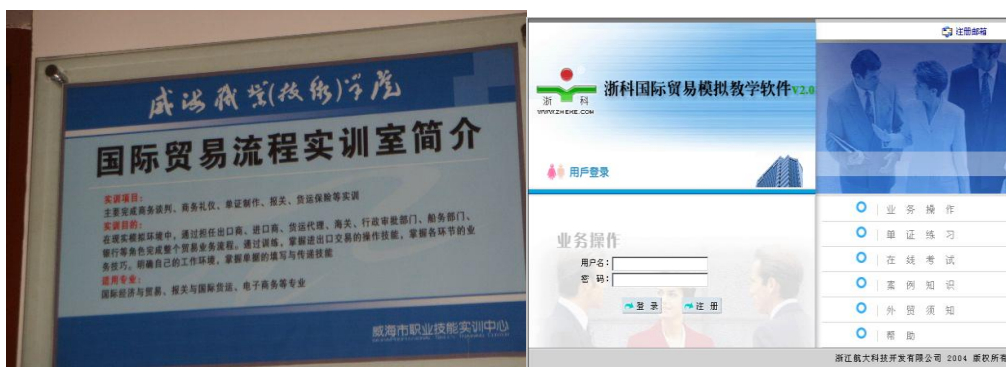 威海职业(技术)学院
国际贸易流程实训室简介
实训项目：
主要完成商务谈判、商务礼仪、单证制作、报关、货运保险等实训
实训目的：
在现实模拟环境中，通过担任出口商、进口商、货运代理、海关、行政审批部门、船务部门、
银行等角色完成整个贸易业务流程。通过训练，掌握进出口交易的操作技能，掌握各环节的业
务技巧。明确自己的工作环境，掌握单据的填写与传递技能
适用专业：
国际经济与贸易、报关与国际货运、电子商务等专业
威海市职业技能实训中心
注册邮箱
浙 科
WWW.ZHEHE.COM
浙科国际贸易模拟教学软件V2.0
用戶登录
业务操作
用户名：
密 码：
登 录
注 册
业 务 操 作
单 证 练 习
在 线 考 试
案 例 知 识
外 贸 须 知
帮 助
浙江航大科技开发有限公司 2004 版权所有